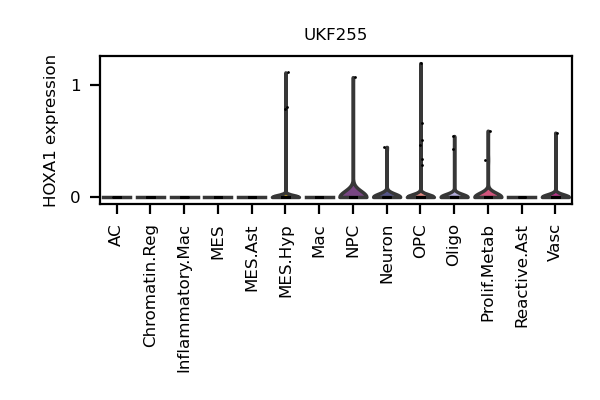 UKF255
HOXA1 expression
1
0
AC
Chromatin.Reg
Inflammatory.Mac
MES
MES.Ast
MES.Hyp
Mac
NPC
Neuron
OPC
Oligo
Prolif.Metab
Reactive.Ast
Vasc